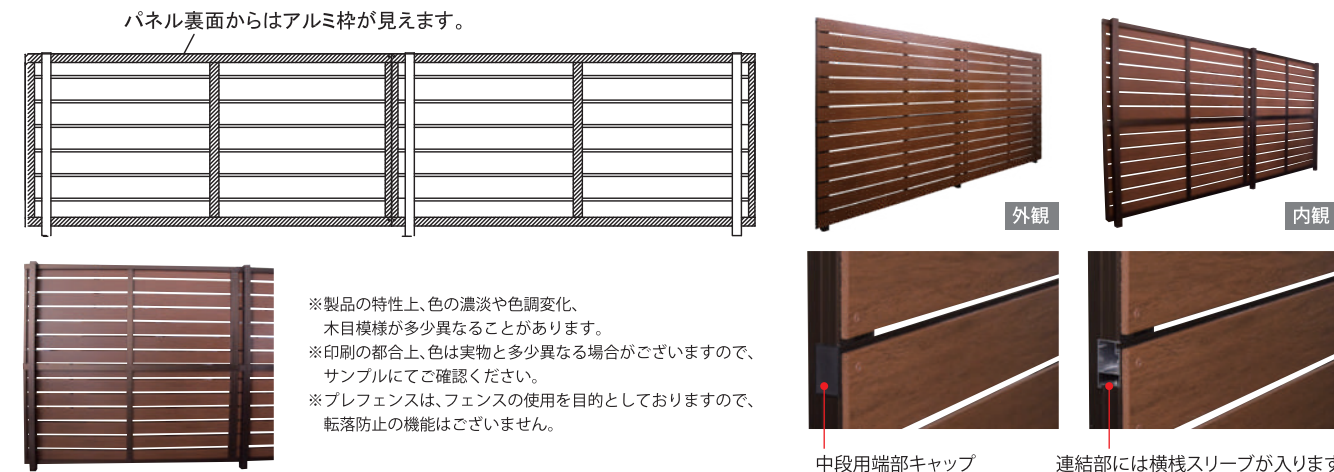 パネル裏面からはアルミ枠が見えます。
外観
内観
※製品の特性上、色の濃淡や色調変化、
木目模様が多少異なることがあります。
※印刷の都合上、色は実物と多少異なる場合がございますので、
サンプルにてご確認ください。
※プレフェンスは、フェンスの使用を目的としておりますので、
転落防止の機能はございません。
中段用端部キャップ
連結部には横桟スリーブが入ります